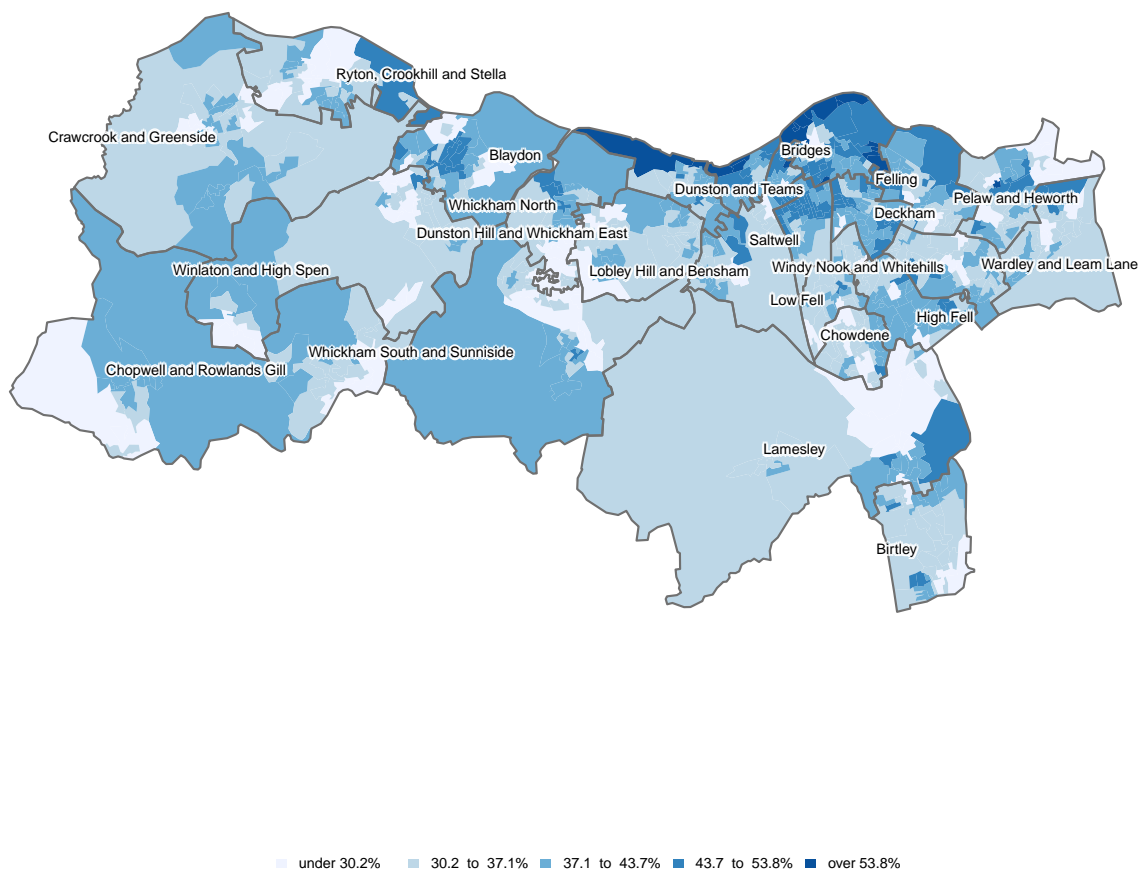 Ryton, Crookhill and Stella
Crawcrook and Greenside
Bridges
Blaydon
Felling
Dunston and Teams
Pelaw and Heworth
Whickham North
Deckham
Dunston Hill and Whickham East
Saltwell
Wardley and Leam Lane
Winlaton and High Spen
Lobley Hill and Bensham
Windy Nook and Whitehills
Low Fell
High Fell
Chowdene
Whickham South and Sunniside
Chopwell and Rowlands Gill
Lamesley
Birtley
under 30.2% 30.2 to 37.1% 37.1 to 43.7% 43.7 to 53.8% over 53.8%